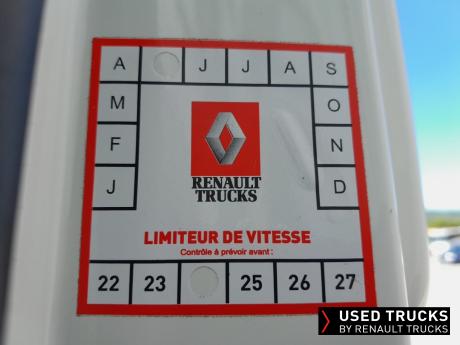 A J J A S
M O
F N
J D
RENAULT
TRUCKS
LIMITEUR DE VITESSE
Contrôle à prévoir avant :
22 23 25 26 27
USED TRUCKS
BY RENAULT TRUCKS